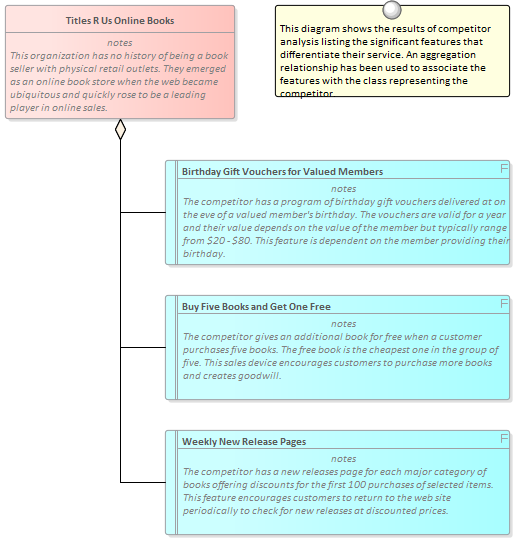 Titles R Us Online Books
notes
This organization has no history of being a book
seller with physical retail outlets. They emerged
as an online book store when the web became
ubiquitous and quickly rose to be a leading
player in online sales.
This diagram shows the results of competitor
analysis listing the significant features that
differentiate their service. An aggregation
relationship has been used to associate the
features with the class representing the
competitor.
Birthday Gift Vouchers for Valued Members
F
notes
The competitor has a program of birthday gift vouchers delivered at on
the eve of a valued member's birthday. The vouchers are valid for a year
and their value depends on the value of the member but typically range
from $20 - $80. This feature is dependent on the member providing their
birthday.
Buy Five Books and Get One Free
F
notes
The competitor gives an additional book for free when a customer
purchases five books. The free book is the cheapest one in the group of
five. This sales device encourages customers to purchase more books
and creates goodwill.
Weekly New Release Pages
F
notes
The competitor has a new releases page for each major category of
books offering discounts for the first 100 purchases of selected items.
This feature encourages customers to return to the web site
periodically to check for new releases at discounted prices.